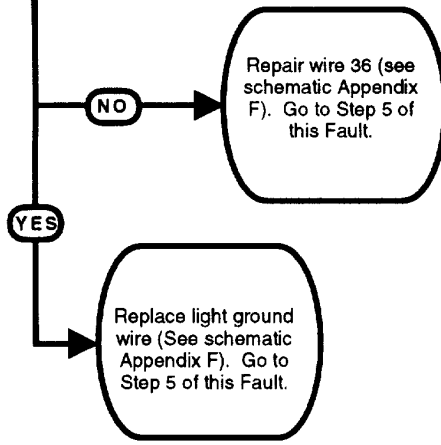 Repair wire 36 (see
schematic Appendix
F). Go to Step 5 of
this Fault.
NO
YES
Replace light ground
wire (See schematic
Appendix F). Go to
Step 5 of this Fault.